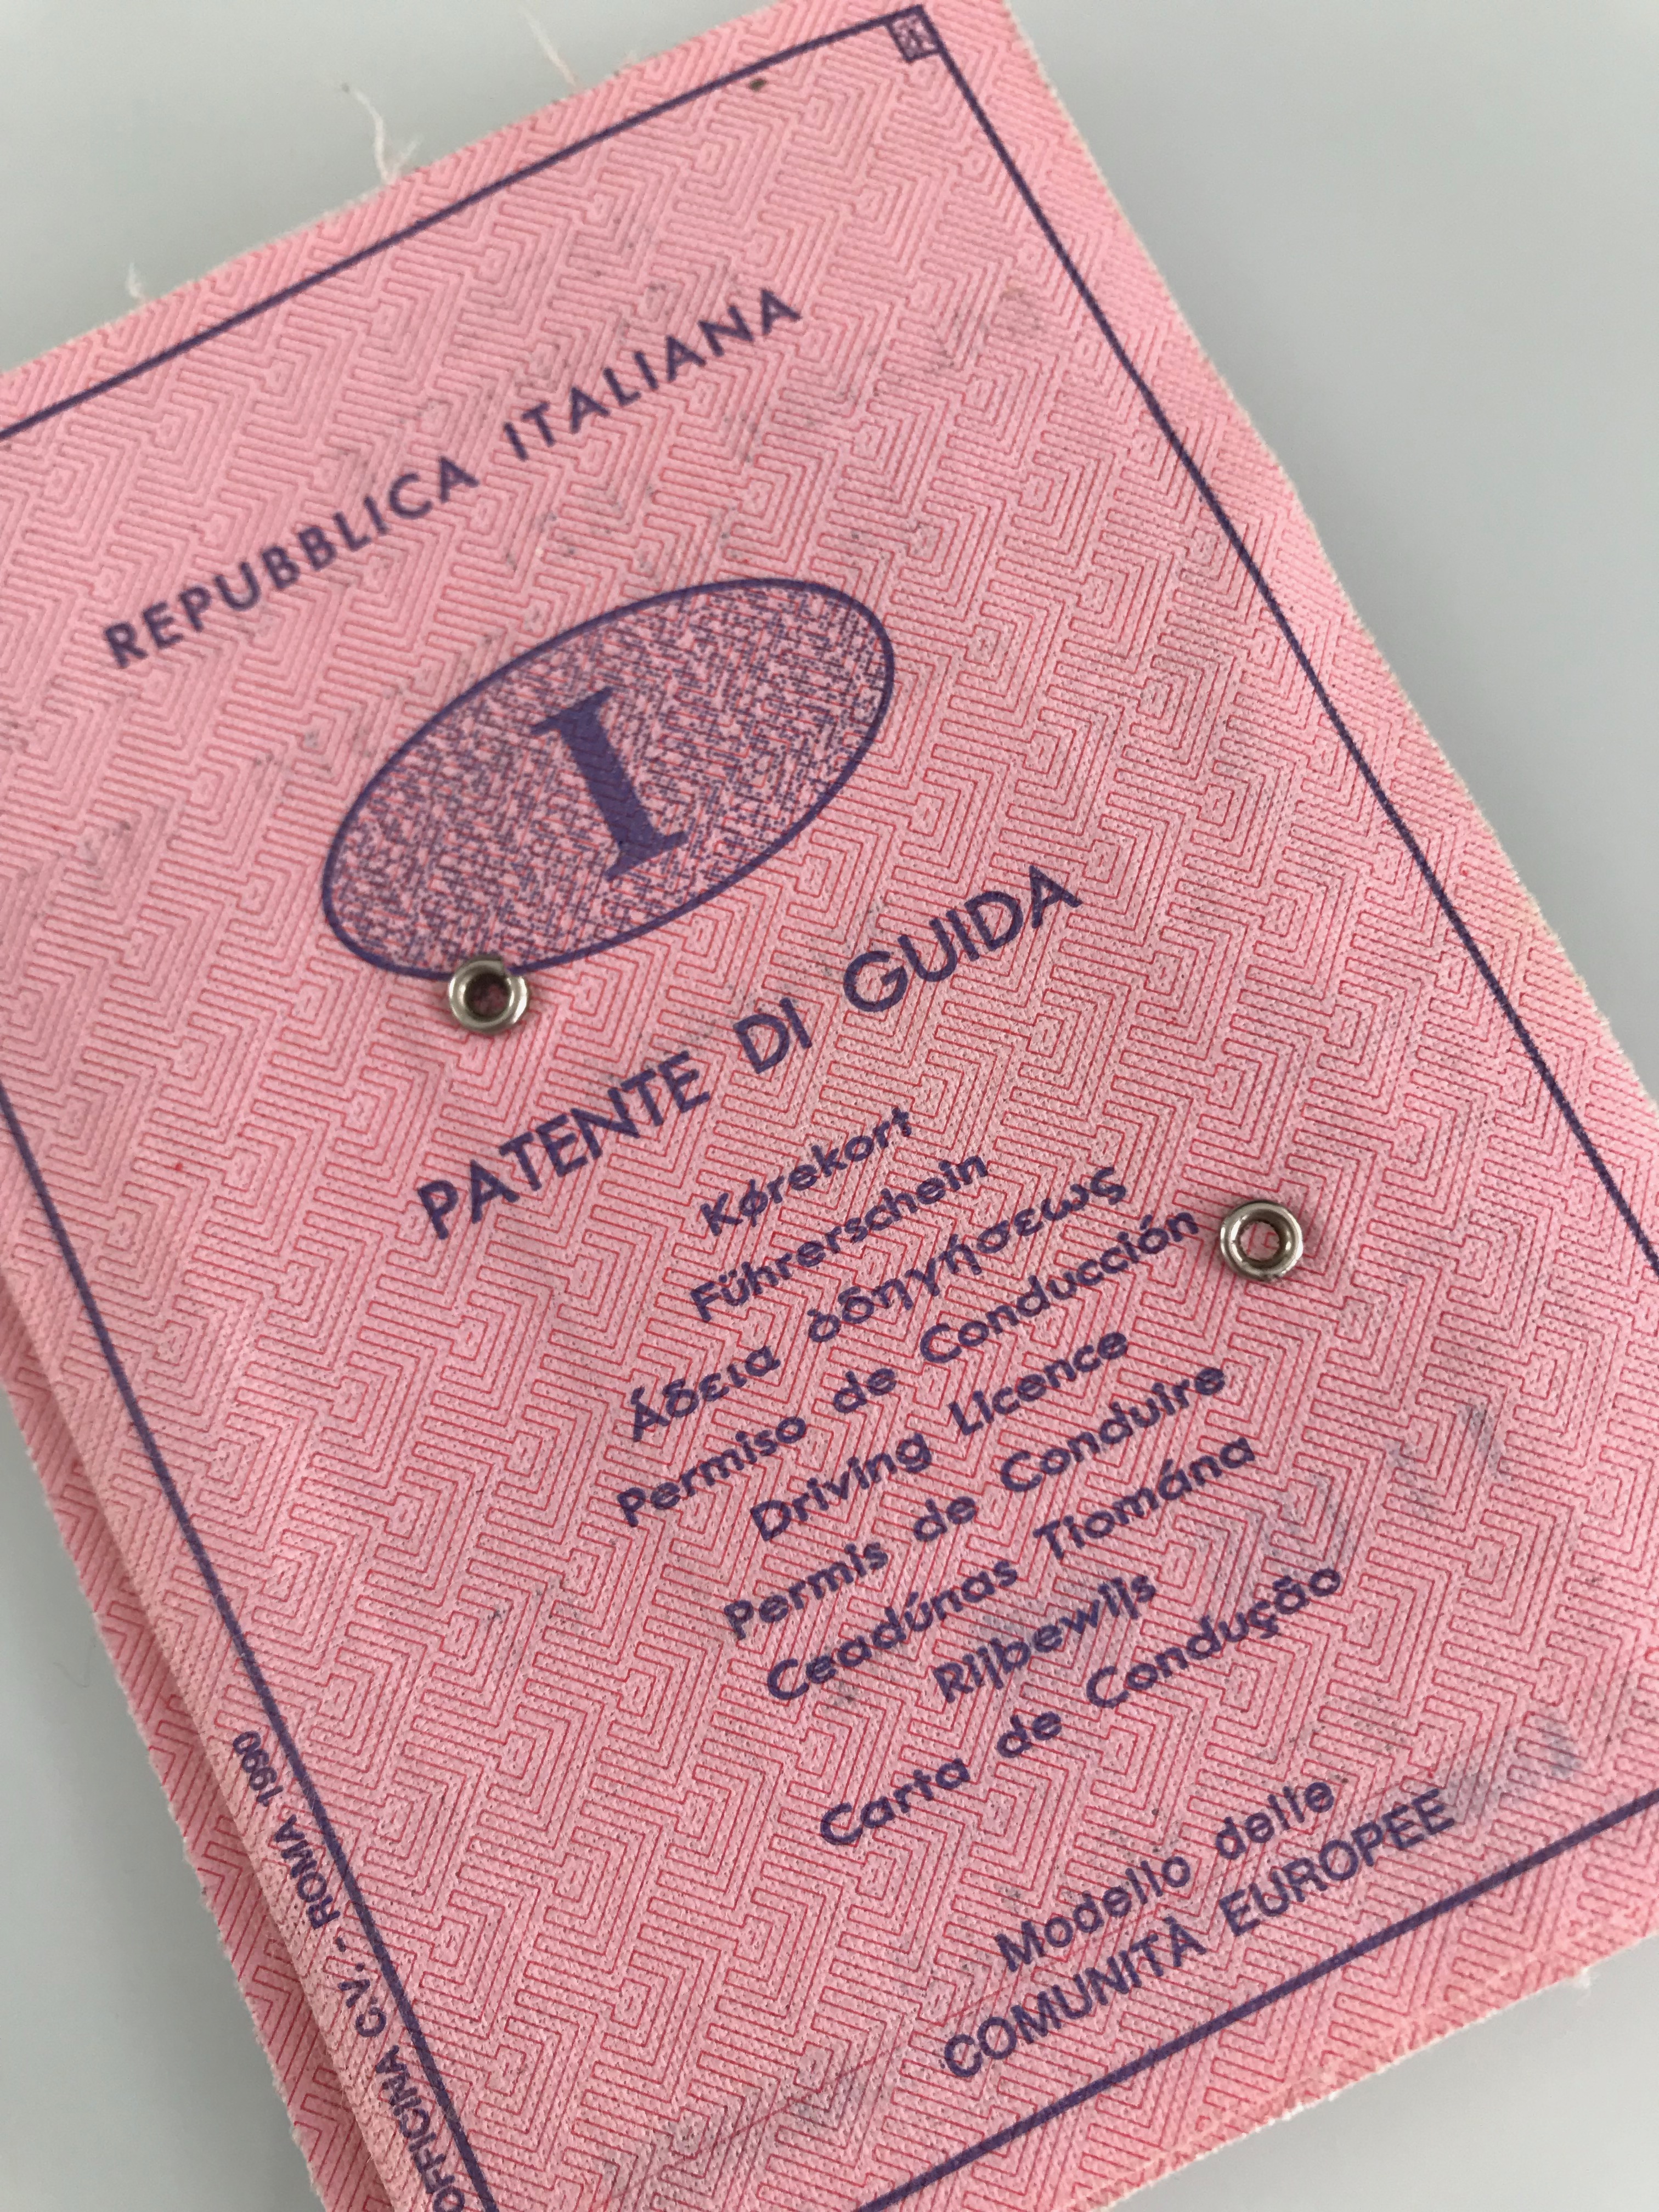 REPUBBLICA ITALIANA
I
PATENTE DI GUIDA
Kørekort
Führerschein
Άδεια ὁδηγήσεως
Permiso de Conducción
Driving Licence
Permis de Conduire
Ceadúnas Tiomána
Rijbewijs
Carta de Condução
Modello delle
COMUNITÀ EUROPEE
OFFICINA C.V. - ROMA 1990